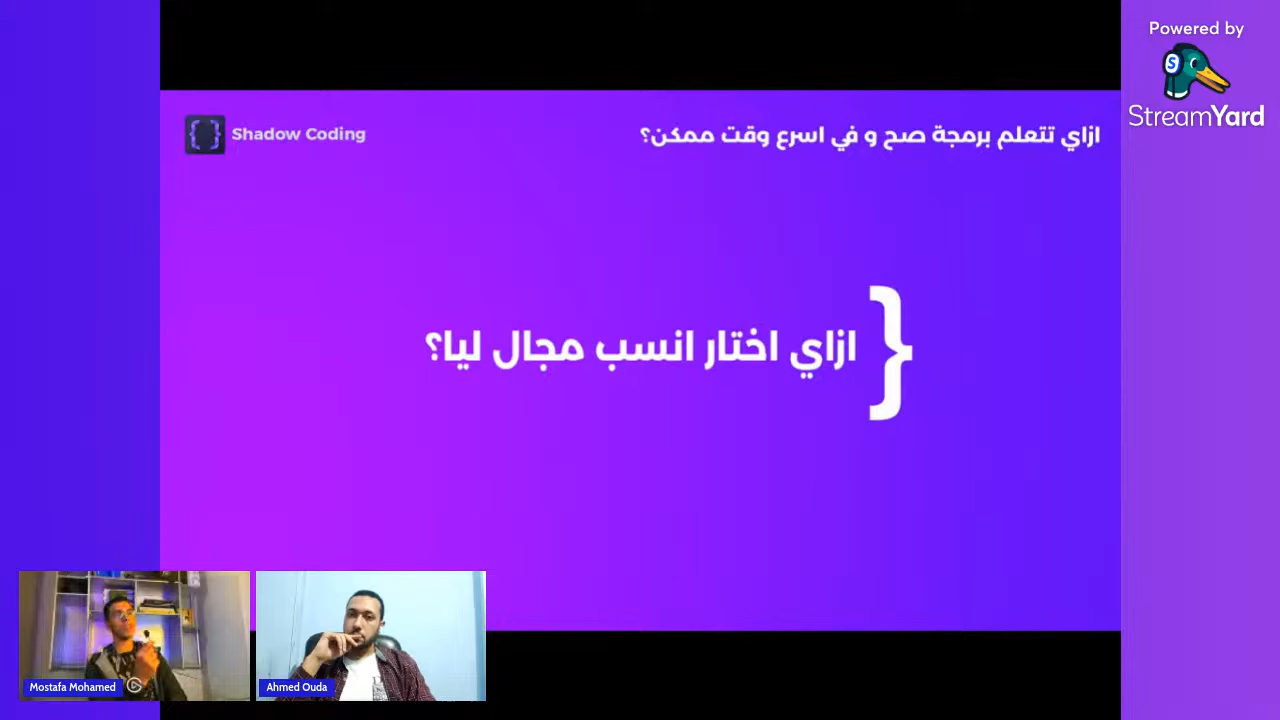 Powered by
StreamYard
Shadow Coding
ازاي تتعلم برمجة صح و في اسرع وقت ممكن؟
{ ازاي اختار انسب مجال ليا؟
Mostafa Mohamed
Ahmed Ouda